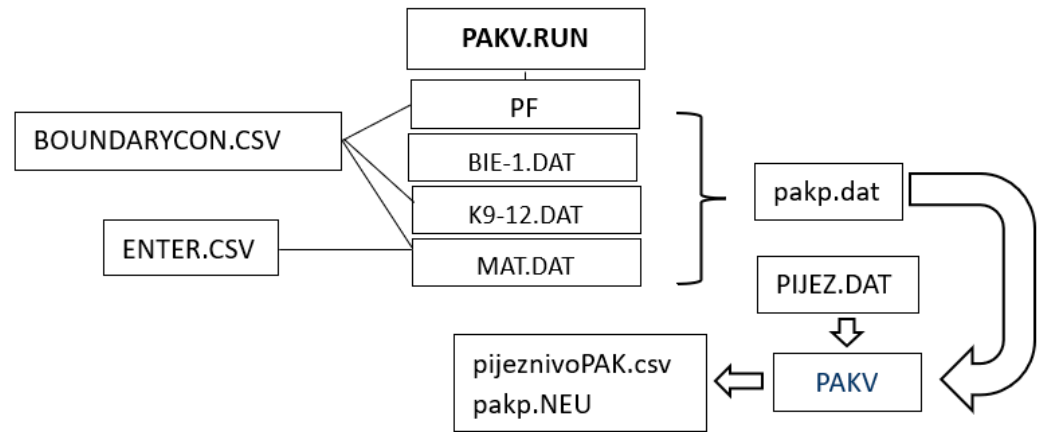 PAKV.RUN
PF
BOUNDARYCON.CSV
BIE-1.DAT
K9-12.DAT
pakp.dat
ENTER.CSV
MAT.DAT
PIJEZ.DAT
pijeznivoPAK.csv
pakp.NEU
PAKV